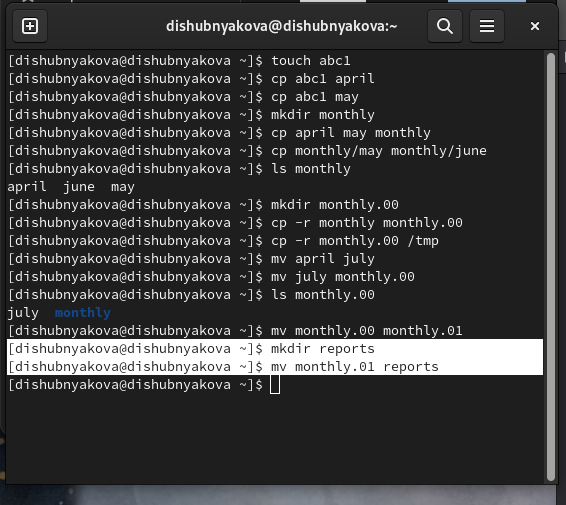 dishubnyakova@dishubnyakova:~
[dishubnyakova@dishubnyakova ~]$ touch abc1
[dishubnyakova@dishubnyakova ~]$ cp abc1 april
[dishubnyakova@dishubnyakova ~]$ cp abc1 may
[dishubnyakova@dishubnyakova ~]$ mkdir monthly
[dishubnyakova@dishubnyakova ~]$ cp april may monthly
[dishubnyakova@dishubnyakova ~]$ cp monthly/may monthly/june
[dishubnyakova@dishubnyakova ~]$ ls monthly
april  june  may
[dishubnyakova@dishubnyakova ~]$ mkdir monthly.00
[dishubnyakova@dishubnyakova ~]$ cp -r monthly monthly.00
[dishubnyakova@dishubnyakova ~]$ cp -r monthly.00 /tmp
[dishubnyakova@dishubnyakova ~]$ mv april july
[dishubnyakova@dishubnyakova ~]$ mv july monthly.00
[dishubnyakova@dishubnyakova ~]$ ls monthly.00
july  monthly
[dishubnyakova@dishubnyakova ~]$ mv monthly.00 monthly.01
[dishubnyakova@dishubnyakova ~]$ mkdir reports
[dishubnyakova@dishubnyakova ~]$ mv monthly.01 reports
[dishubnyakova@dishubnyakova ~]$